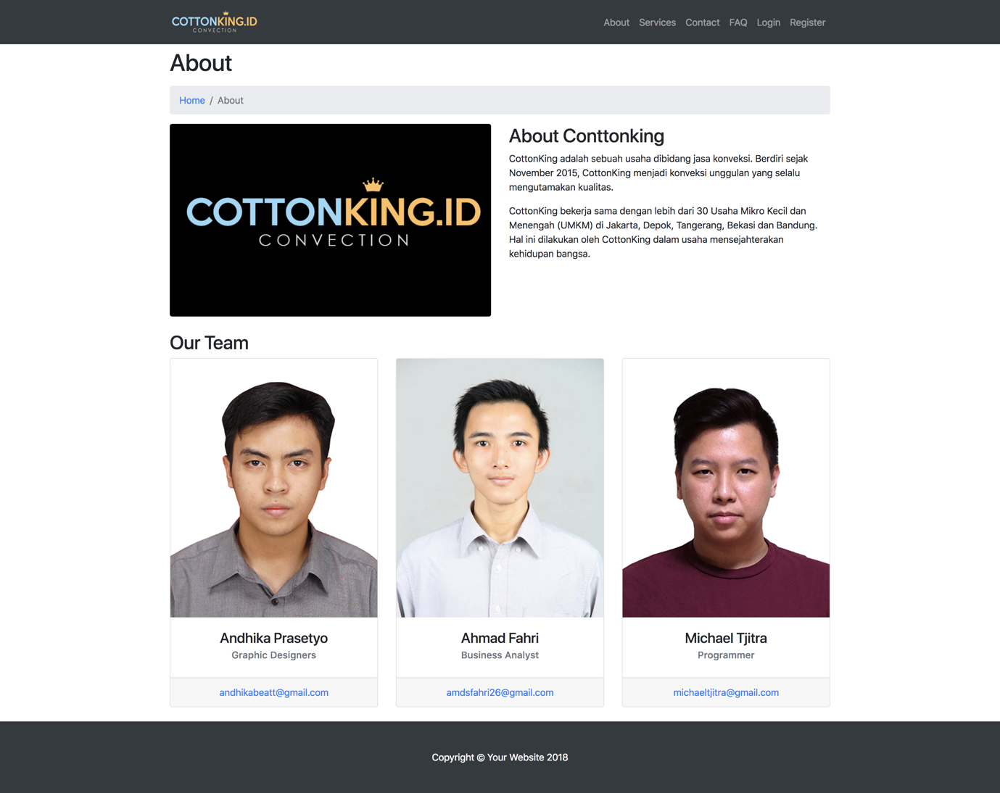 COTTONKING.ID
CONVECTION
About Services Contact FAQ Login Register
About
Home / About
COTTONKING.ID
CONVECTION
About Conttonking
CottonKing adalah sebuah usaha dibidang jasa konveksi. Berdiri sejak
November 2015, CottonKing menjadi konveksi unggulan yang selalu
mengutamakan kualitas.
CottonKing bekerja sama dengan lebih dari 30 Usaha Mikro Kecil dan
Menengah (UMKM) di Jakarta, Depok, Tangerang, Bekasi dan Bandung.
Hal ini dilakukan oleh CottonKing dalam usaha mensejahterakan
kehidupan bangsa.
Our Team
Andhika Prasetyo
Graphic Designers
andhikabeatt@gmail.com
Ahmad Fahri
Business Analyst
amdsfahri26@gmail.com
Michael Tjitra
Programmer
michaeltjitra@gmail.com
Copyright © Your Website 2018